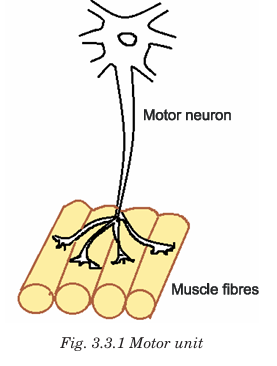 Motor neuron
Muscle fibres
Fig. 3.3.1 Motor unit